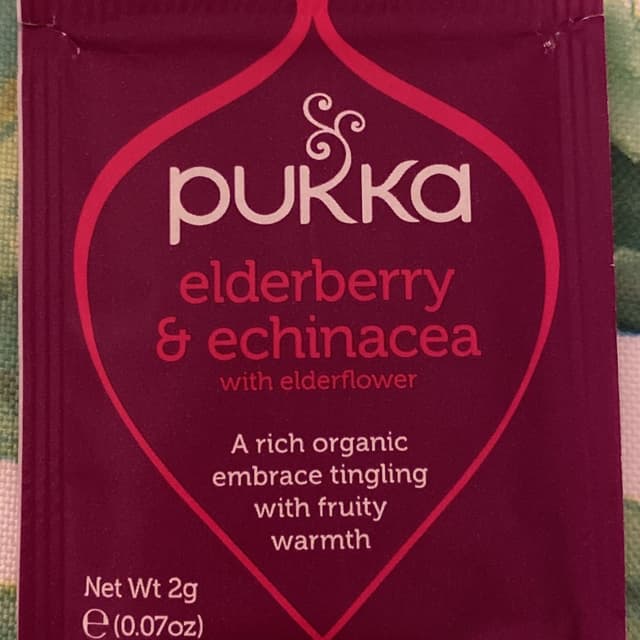 pukka
elderberry
& echinacea
with elderflower
A rich organic
embrace tingling
with fruity
warmth
Net Wt 2g
℮ (0.07oz)